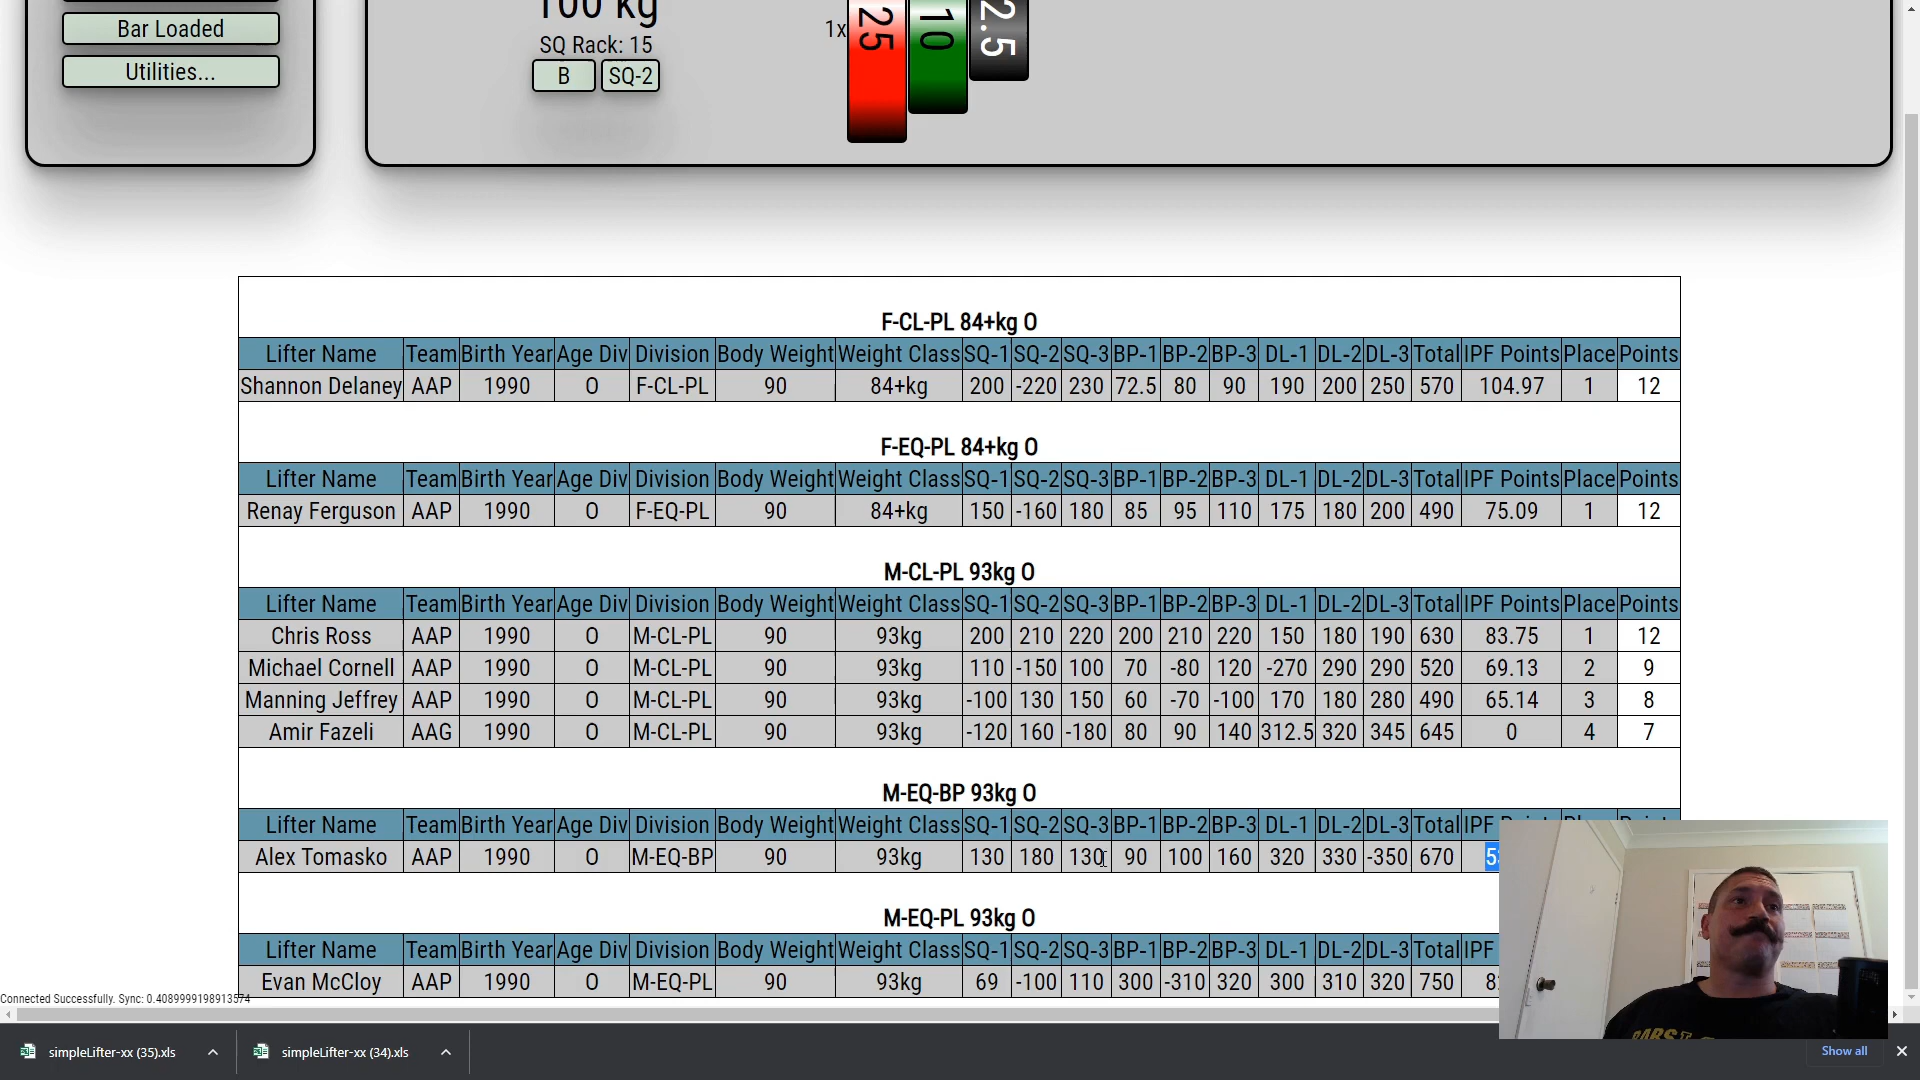 Bar Loaded
Utilities...
100 kg
SQ Rack: 15
B SQ-2
1x 25 10 2.5
F-CL-PL 84+kg O
Lifter Name Team Birth Year Age Div Division Body Weight Weight Class SQ-1 SQ-2 SQ-3 BP-1 BP-2 BP-3 DL-1 DL-2 DL-3 Total IPF Points Place Points
Shannon Delaney AAP 1990 O F-CL-PL 90 84+kg 200 -220 230 72.5 80 90 190 200 250 570 104.97 1 12
F-EQ-PL 84+kg O
Lifter Name Team Birth Year Age Div Division Body Weight Weight Class SQ-1 SQ-2 SQ-3 BP-1 BP-2 BP-3 DL-1 DL-2 DL-3 Total IPF Points Place Points
Renay Ferguson AAP 1990 O F-EQ-PL 90 84+kg 150 -160 180 85 95 110 175 180 200 490 75.09 1 12
M-CL-PL 93kg O
Lifter Name Team Birth Year Age Div Division Body Weight Weight Class SQ-1 SQ-2 SQ-3 BP-1 BP-2 BP-3 DL-1 DL-2 DL-3 Total IPF Points Place Points
Chris Ross AAP 1990 O M-CL-PL 90 93kg 200 210 220 200 210 220 150 180 190 630 83.75 1 12
Michael Cornell AAP 1990 O M-CL-PL 90 93kg 110 -150 100 70 -80 120 -270 290 290 520 69.13 2 9
Manning Jeffrey AAP 1990 O M-CL-PL 90 93kg -100 130 150 60 -70 -100 170 180 280 490 65.14 3 8
Amir Fazeli AAG 1990 O M-CL-PL 90 93kg -120 160 -180 80 90 140 312.5 320 345 645 0 4 7
M-EQ-BP 93kg O
Lifter Name Team Birth Year Age Div Division Body Weight Weight Class SQ-1 SQ-2 SQ-3 BP-1 BP-2 BP-3 DL-1 DL-2 DL-3 Total IPF
Alex Tomasko AAP 1990 O M-EQ-BP 90 93kg 130 180 130 90 100 160 320 330 -350 670
M-EQ-PL 93kg O
Lifter Name Team Birth Year Age Div Division Body Weight Weight Class SQ-1 SQ-2 SQ-3 BP-1 BP-2 BP-3 DL-1 DL-2 DL-3 Total IPF
Evan McCloy AAP 1990 O M-EQ-PL 90 93kg 69 -100 110 300 -310 320 300 310 320 750
Connected Successfully. Sync: 0.4089999198913574
simpleLifter-xx (35).xls simpleLifter-xx (34).xls Show all